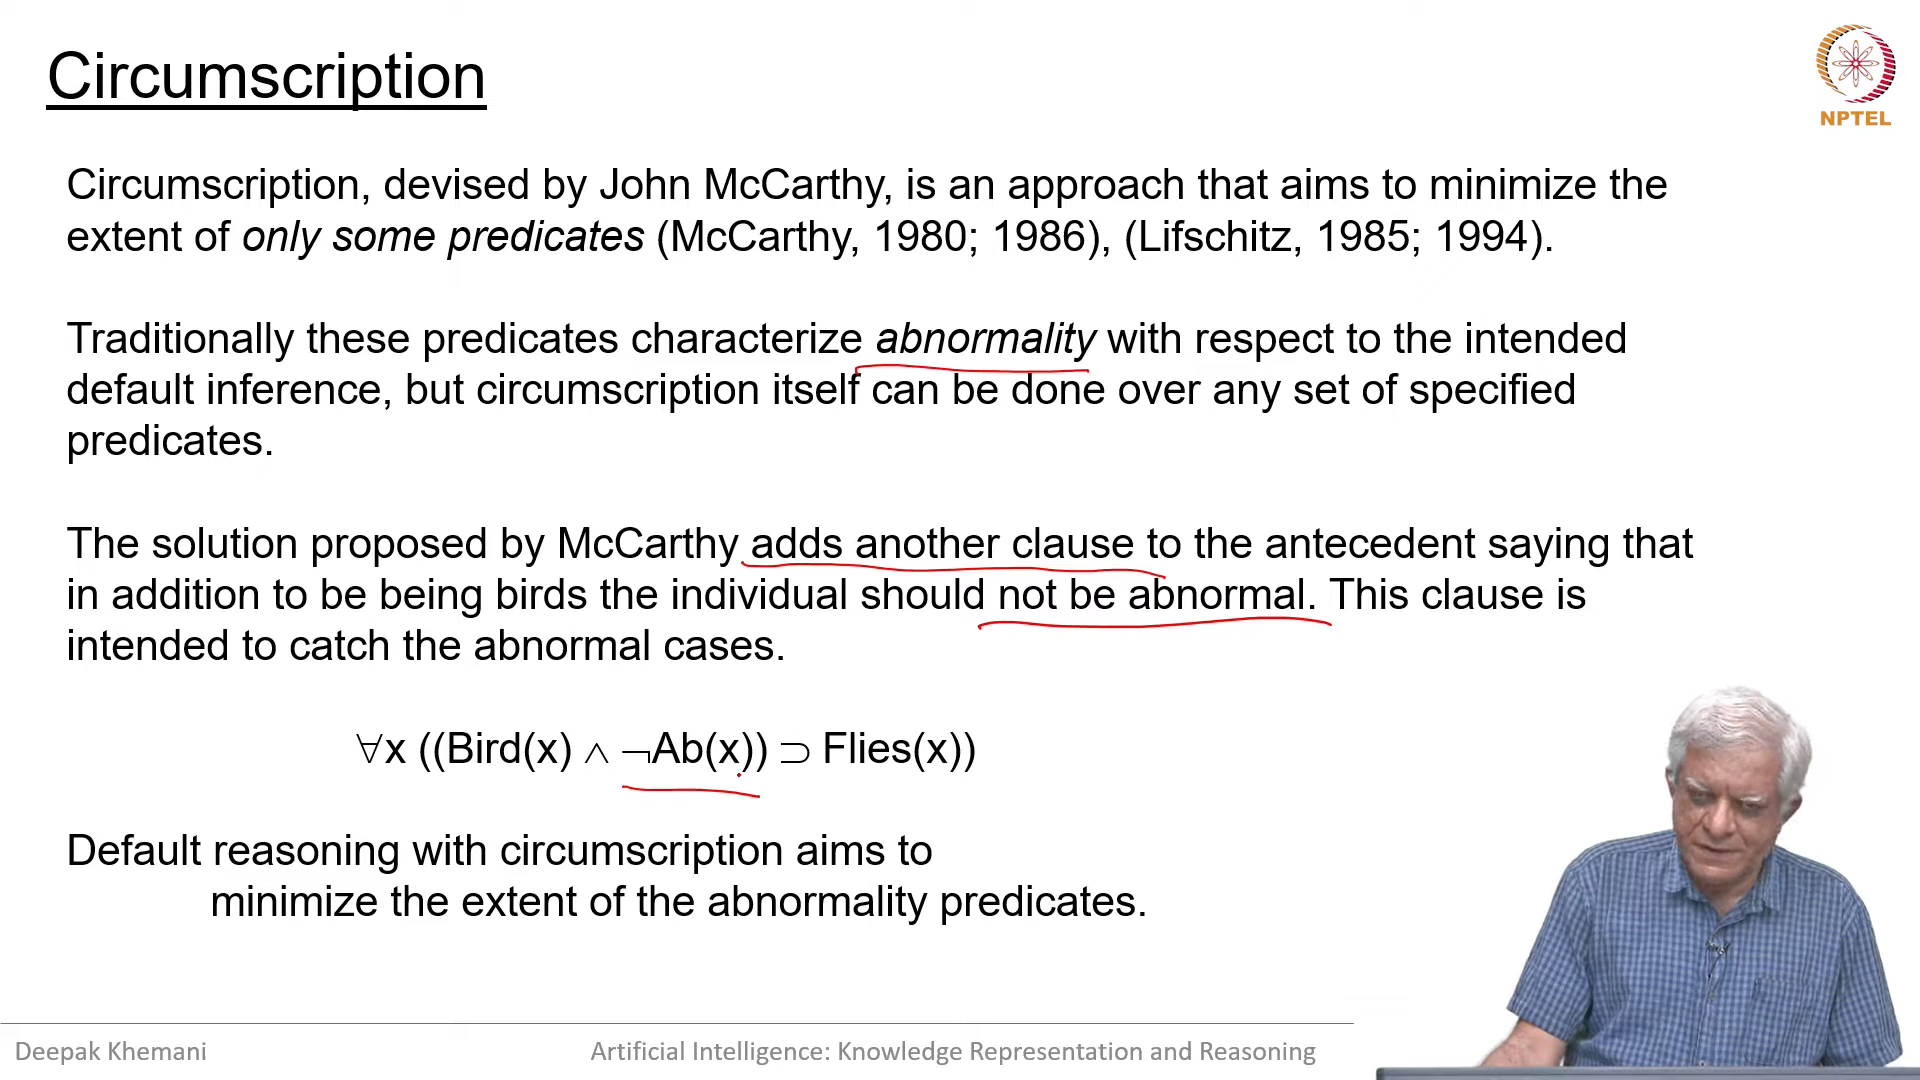 Circumscription
NPTEL
Circumscription, devised by John McCarthy, is an approach that aims to minimize the
extent of only some predicates (McCarthy, 1980; 1986), (Lifschitz, 1985; 1994).
Traditionally these predicates characterize abnormality with respect to the intended
default inference, but circumscription itself can be done over any set of specified
predicates.
The solution proposed by McCarthy adds another clause to the antecedent saying that
in addition to be being birds the individual should not be abnormal. This clause is
intended to catch the abnormal cases.
∀x ((Bird(x) ∧ ¬Ab(x)) ⊃ Flies(x))
Default reasoning with circumscription aims to
minimize the extent of the abnormality predicates.
Deepak Khemani
Artificial Intelligence: Knowledge Representation and Reasoning